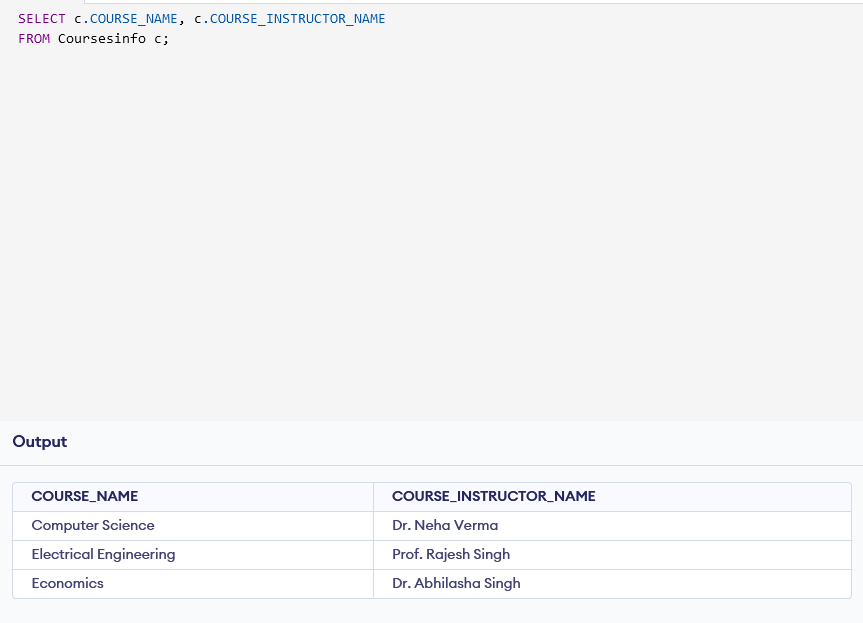 SELECT c.COURSE_NAME, c.COURSE_INSTRUCTOR_NAME
FROM Coursesinfo c;
Output
COURSE_NAME COURSE_INSTRUCTOR_NAME
Computer Science Dr. Neha Verma
Electrical Engineering Prof. Rajesh Singh
Economics Dr. Abhilasha Singh